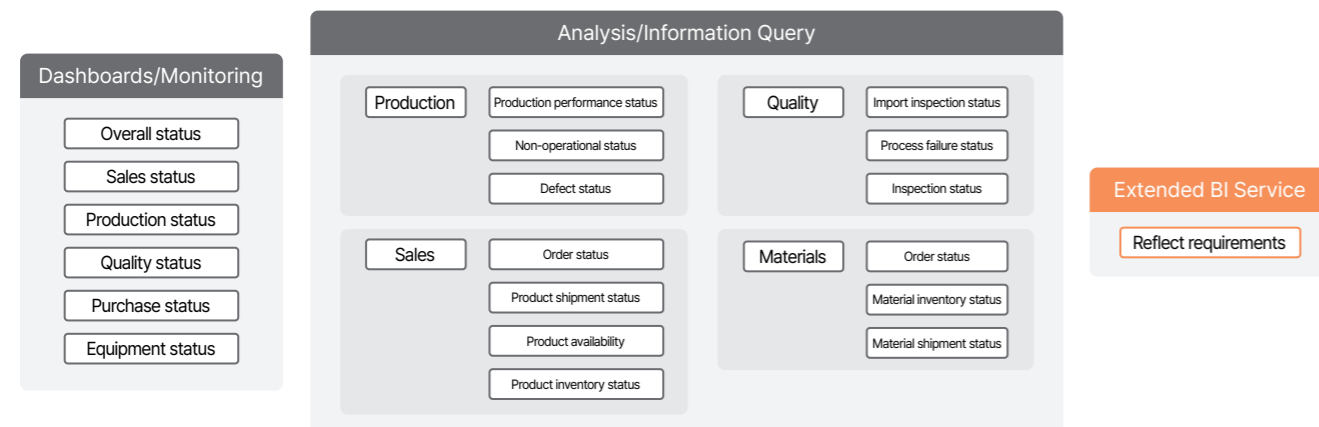 Dashboards/Monitoring
Overall status
Sales status
Production status
Quality status
Purchase status
Equipment status
Analysis/Information Query
Production
Production performance status
Non-operational status
Defect status
Quality
Import inspection status
Process failure status
Inspection status
Sales
Order status
Product shipment status
Product availability
Product inventory status
Materials
Order status
Material inventory status
Material shipment status
Extended BI Service
Reflect requirements